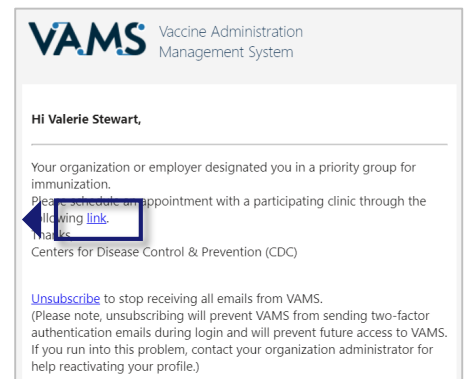 VAMS Vaccine Administration
Management System
Hi Valerie Stewart,
Your organization or employer designated you in a priority group for
immunization.
Please schedule an appointment with a participating clinic through the
following link.
Thanks,
Centers for Disease Control & Prevention (CDC)
Unsubscribe to stop receiving all emails from VAMS.
(Please note, unsubscribing will prevent VAMS from sending two-factor
authentication emails during login and will prevent future access to VAMS.
If you run into this problem, contact your organization administrator for
help reactivating your profile.)